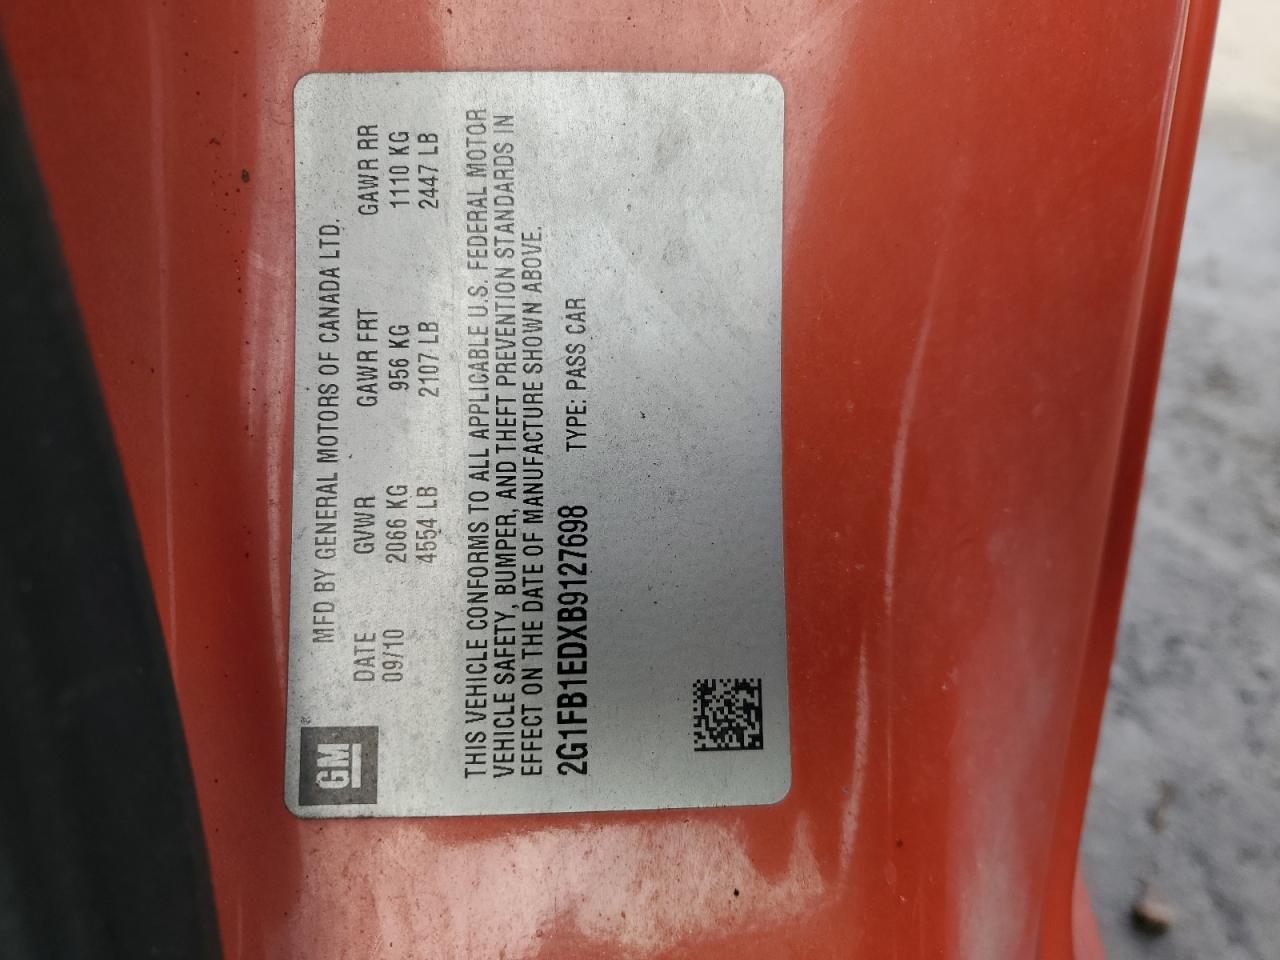 GM
MFD BY GENERAL MOTORS OF CANADA LTD.
DATE GVWR GAWR FRT GAWR RR
09/10 2066 KG 956 KG 1110 KG
4554 LB 2107 LB 2447 LB
THIS VEHICLE CONFORMS TO ALL APPLICABLE U.S. FEDERAL MOTOR
VEHICLE SAFETY, BUMPER, AND THEFT PREVENTION STANDARDS IN
EFFECT ON THE DATE OF MANUFACTURE SHOWN ABOVE.
2G1FB1EDXB9127698 TYPE: PASS CAR